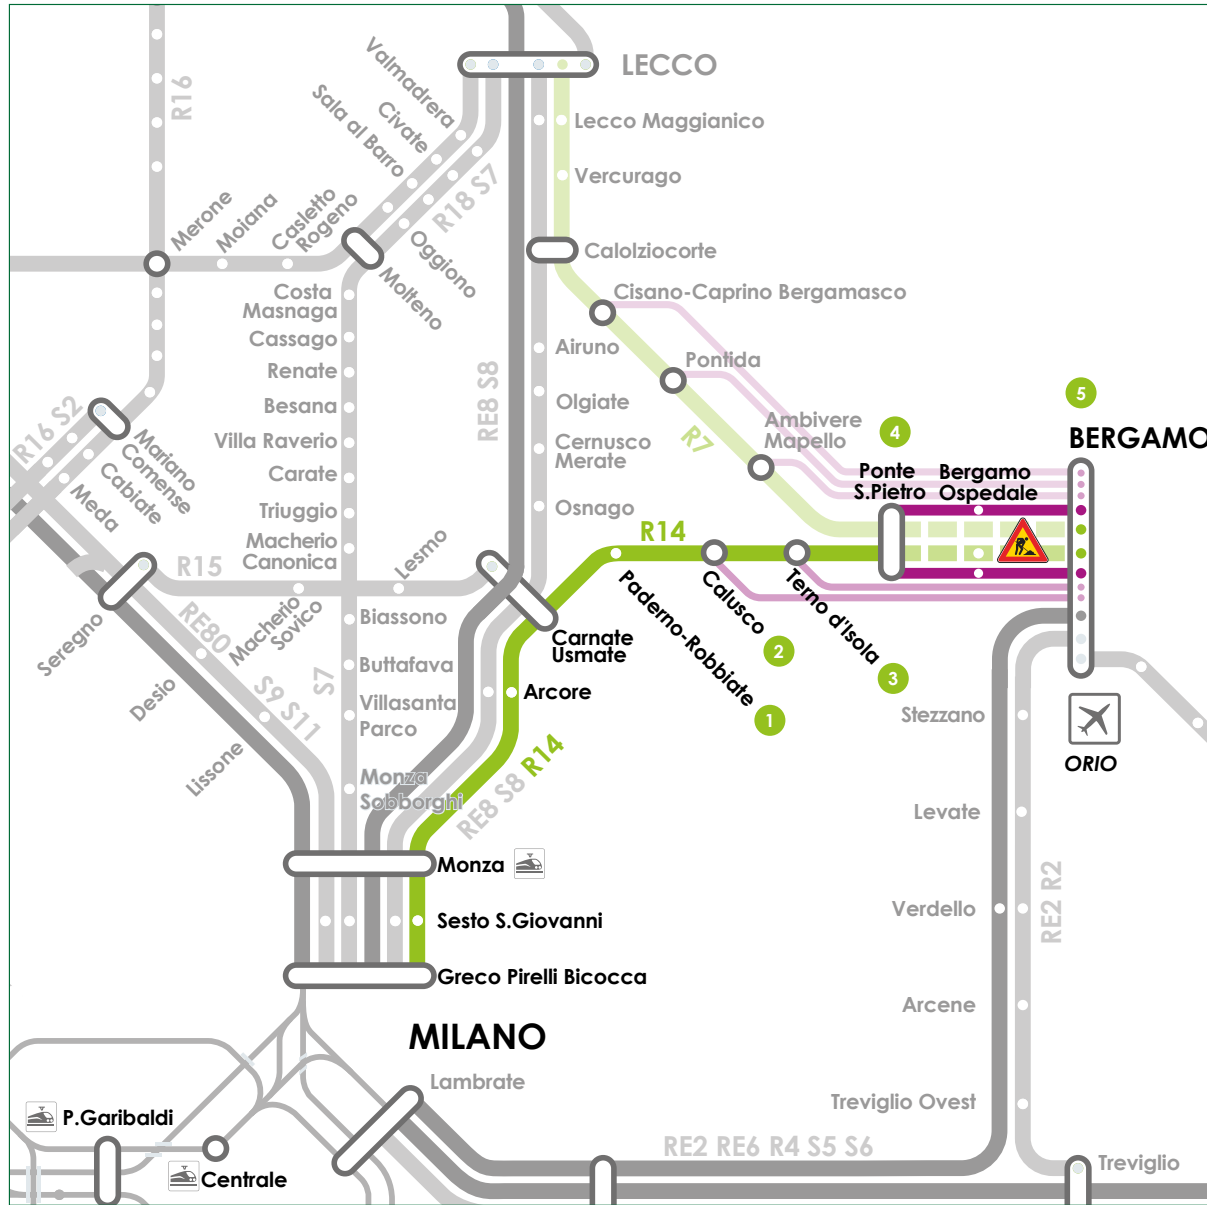 R16
Valmadrera
Civate
Sala al Barro
LECCO
Lecco Maggianico
Vercurago
R18 S7
Merone
Moiana
Casletto
Rogeno
Oggiono
Molteno
Calolziocorte
Cisano-Caprino Bergamasco
Costa
Masnaga
Cassago
Renate
Besana
Villa Raverio
Carate
Triuggio
Macherio
Canonica
Airuno
Pontida
RE8 S8
Olgiate
Cernusco
Merate
Osnago
R7
Ambivere
Mapello
4
5
BERGAMO
Ponte
S.Pietro
Bergamo
Ospedale
R16 S2
Mariano
Comense
Cabiate
Meda
R14
R15
Lesmo
Seregno
RE80
Macherio
Sovico
Biassono
Carnate
Usmate
Paderno-Robbiate
1
Calusco
2
Terno d'Isola
3
Desio
S9 S11
S7
Buttafava
Villasanta
Parco
Arcore
Lissone
Monza
Sobborghi
RE8 S8 R14
Stezzano
ORIO
Levate
Monza
Sesto S.Giovanni
Greco Pirelli Bicocca
Verdello
RE2 R2
Arcene
MILANO
Lambrate
P.Garibaldi
Centrale
Treviglio Ovest
RE2 RE6 R4 S5 S6
Treviglio